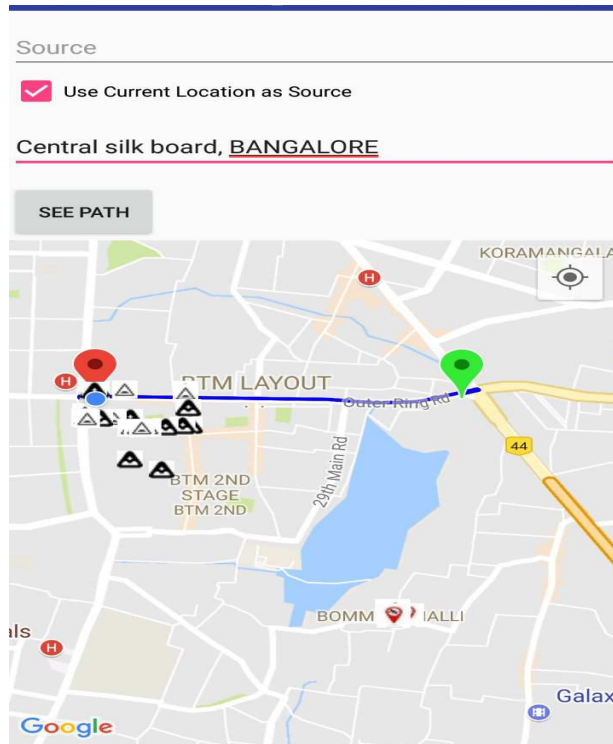 Source
Use Current Location as Source
Central silk board, BANGALORE
SEE PATH
KORAMANGALA
H
H
BTM LAYOUT
Outer Ring Rd
44
29th Main Rd
BTM 2ND
STAGE
BTM 2ND
BOMM
HALLI
als
H
Galax
Google